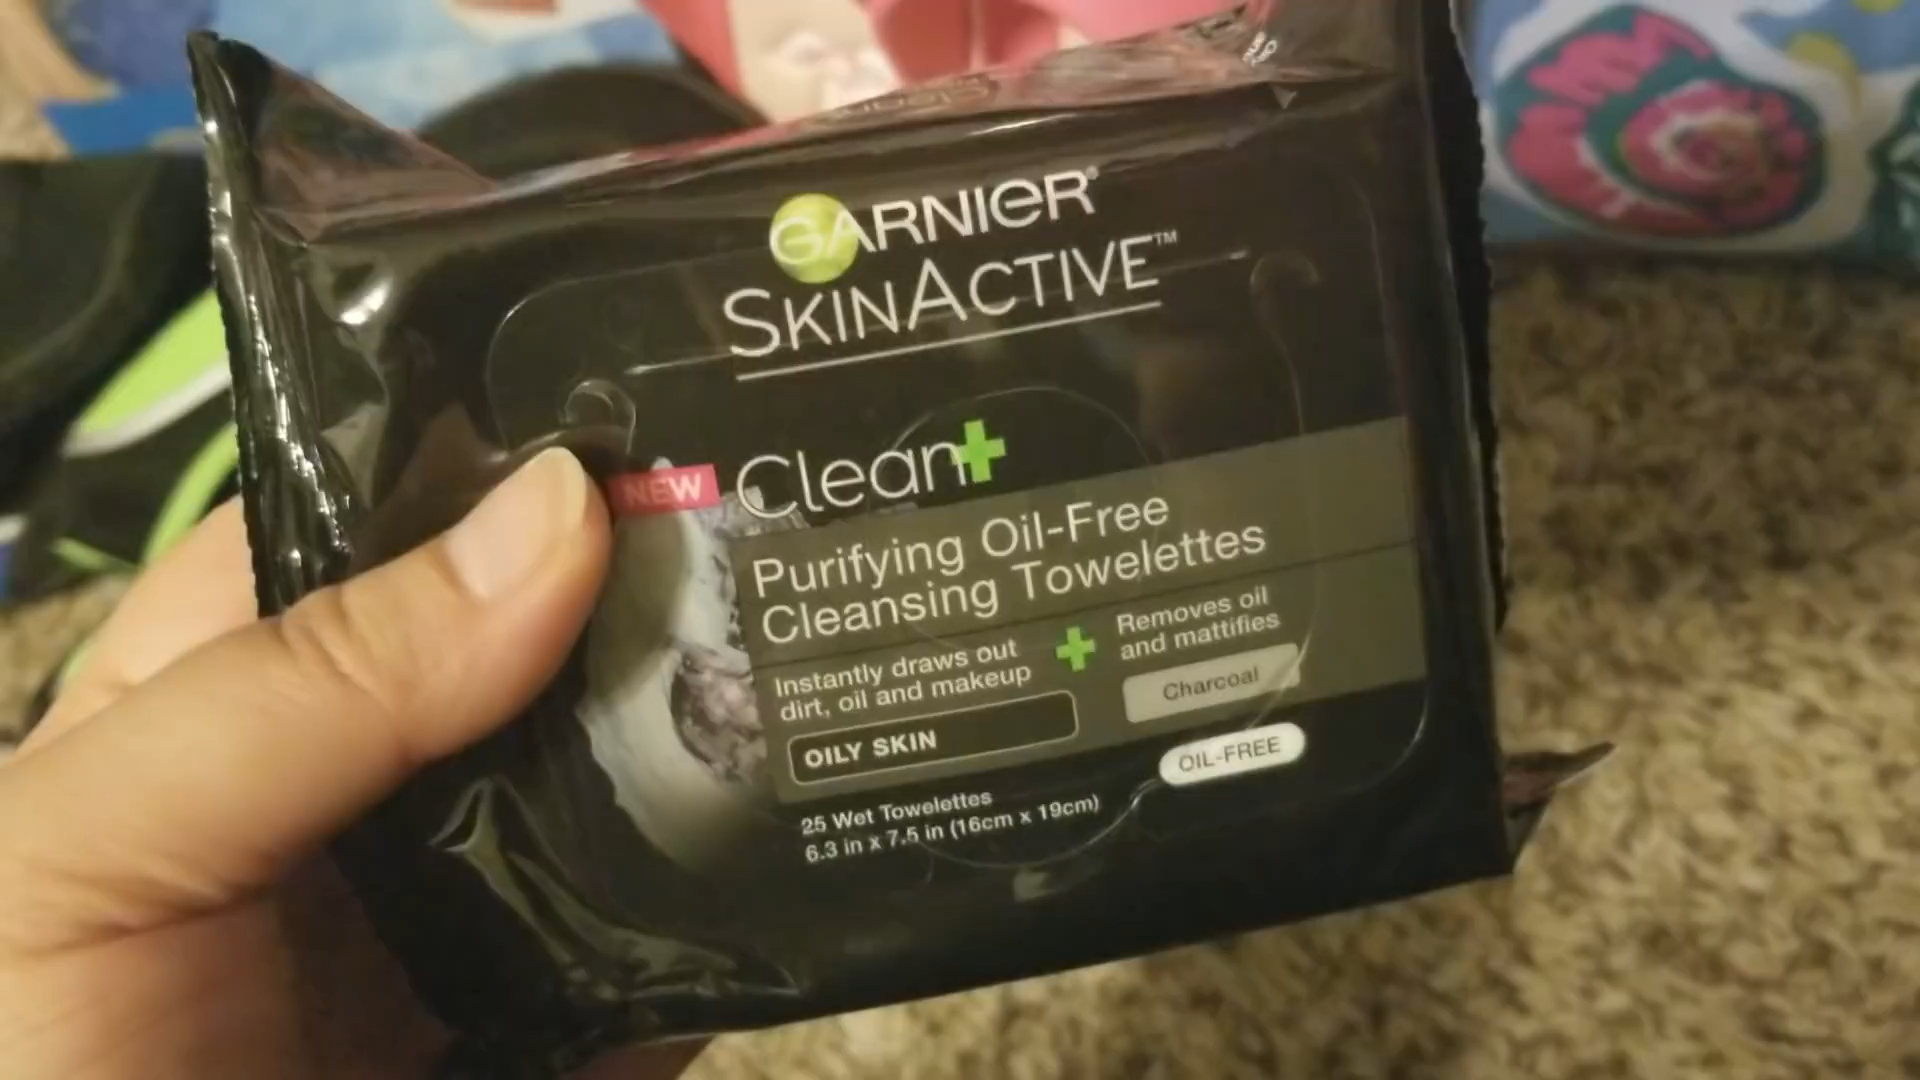 GARNIER®
SKINACTIVE™
NEW
Clean+
Purifying Oil-Free
Cleansing Towelettes
Instantly draws out
dirt, oil and makeup
+
Removes oil
and mattifies
Charcoal
OILY SKIN
OIL-FREE
25 Wet Towelettes
6.3 in x 7.5 in (16cm x 19cm)